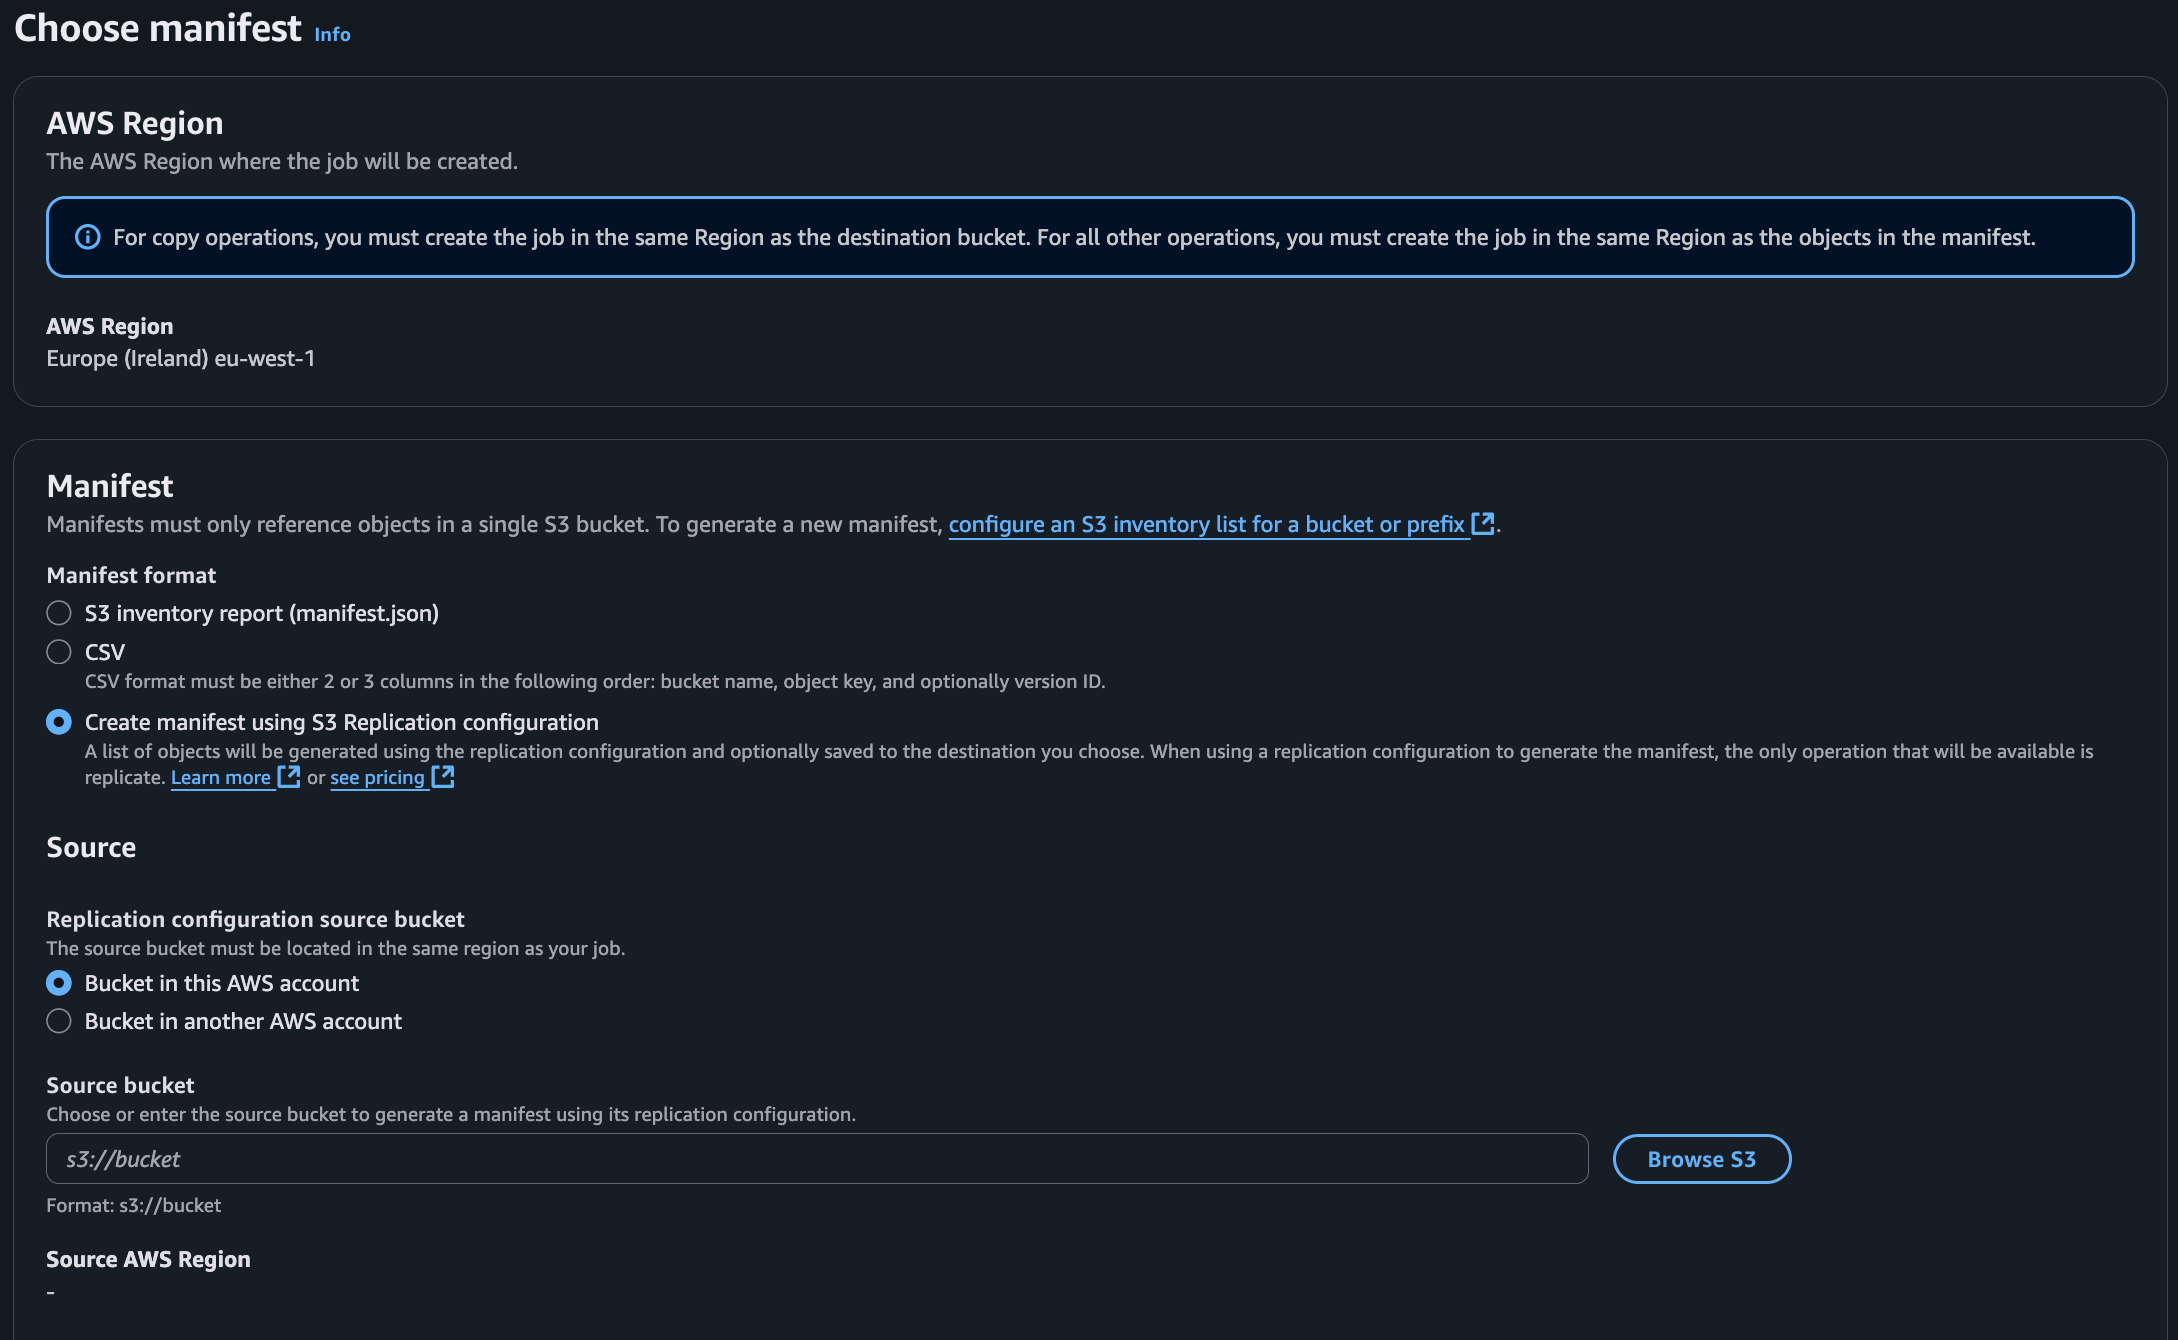 Choose manifest Info
AWS Region
The AWS Region where the job will be created.
For copy operations, you must create the job in the same Region as the destination bucket. For all other operations, you must create the job in the same Region as the objects in the manifest.
AWS Region
Europe (Ireland) eu-west-1
Manifest
Manifests must only reference objects in a single S3 bucket. To generate a new manifest, configure an S3 inventory list for a bucket or prefix.
Manifest format
S3 inventory report (manifest.json)
CSV
CSV format must be either 2 or 3 columns in the following order: bucket name, object key, and optionally version ID.
Create manifest using S3 Replication configuration
A list of objects will be generated using the replication configuration and optionally saved to the destination you choose. When using a replication configuration to generate the manifest, the only operation that will be available is
replicate. Learn more or see pricing
Source
Replication configuration source bucket
The source bucket must be located in the same region as your job.
Bucket in this AWS account
Bucket in another AWS account
Source bucket
Choose or enter the source bucket to generate a manifest using its replication configuration.
s3://bucket Browse S3
Format: s3://bucket
Source AWS Region
-